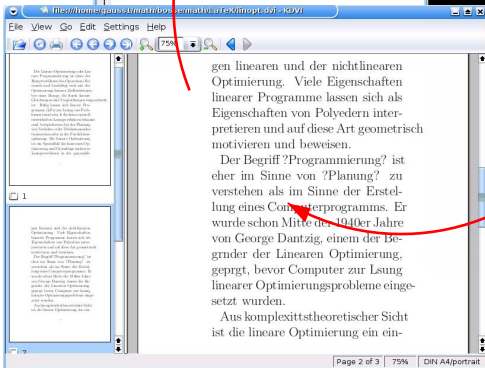 file:/home/gauss1/math/bosse/math/LaTeX/linopt.dvi - KDVI
File View Go Edit Settings Help
75%
gen linearen und der nichtlinearen
Optimierung. Viele Eigenschaften
linearer Programme lassen sich als
Eigenschaften von Polyedern inter-
pretieren und auf diese Art geometrisch
motivieren und beweisen.
Der Begriff ?Programmierung? ist
eher im Sinne von ?Planung? zu
verstehen als im Sinne der Erstel-
lung eines Computerprogramms. Er
wurde schon Mitte der 1940er Jahre
von George Dantzig, einem der Be-
grnder der Linearen Optimierung,
geprgt, bevor Computer zur Lsung
linearer Optimierungsprobleme einge-
setzt wurden.
Aus komplexittstheoretischer Sicht
ist die lineare Optimierung ein ein-
1
2
Page 2 of 3 75% DIN A4/portrait